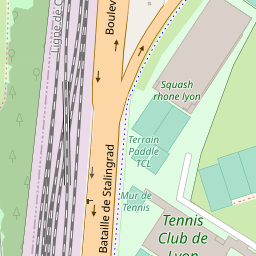 Ligne de C
Boulev
Squash
rhone lyon
Terrain
Paddle
TCL
Bataille de Stalingrad
Mur de
Tennis
Tennis
Club de
Lyon